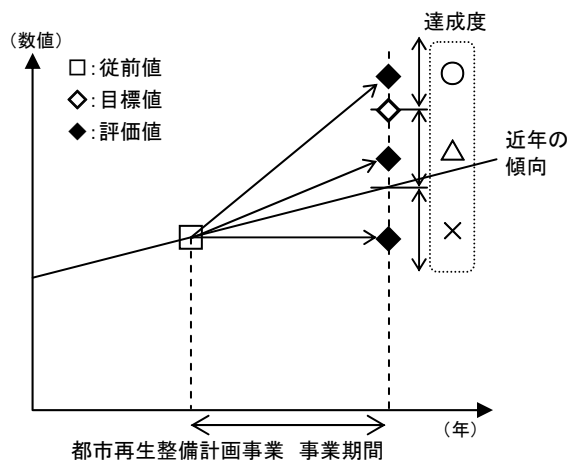 達成度
（数値）
□：従前値
◇：目標値
◆：評価値
○
△
×
近年の
傾向
（年）
都市再生整備計画事業　事業期間